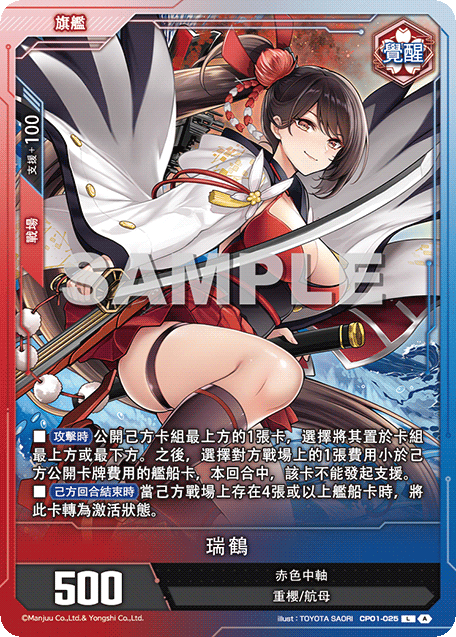 旗艦
覺醒
支援+100
戰場
SAMPLE
■ 攻擊時 公開己方卡組最上方的1張卡，選擇將其置於卡組
最上方或最下方。之後，選擇對方戰場上的1張費用小於己
方公開卡牌費用的艦船卡，本回合中，該卡不能發起支援。
■ 己方回合結束時 當己方戰場上存在4張或以上艦船卡時，將
此卡轉為激活狀態。
瑞鶴
500
赤色中軸
重櫻/航母
©Manjuu Co.,Ltd.& Yongshi Co.,Ltd.
illust : TOYOTA SAORI CP01-025 L A